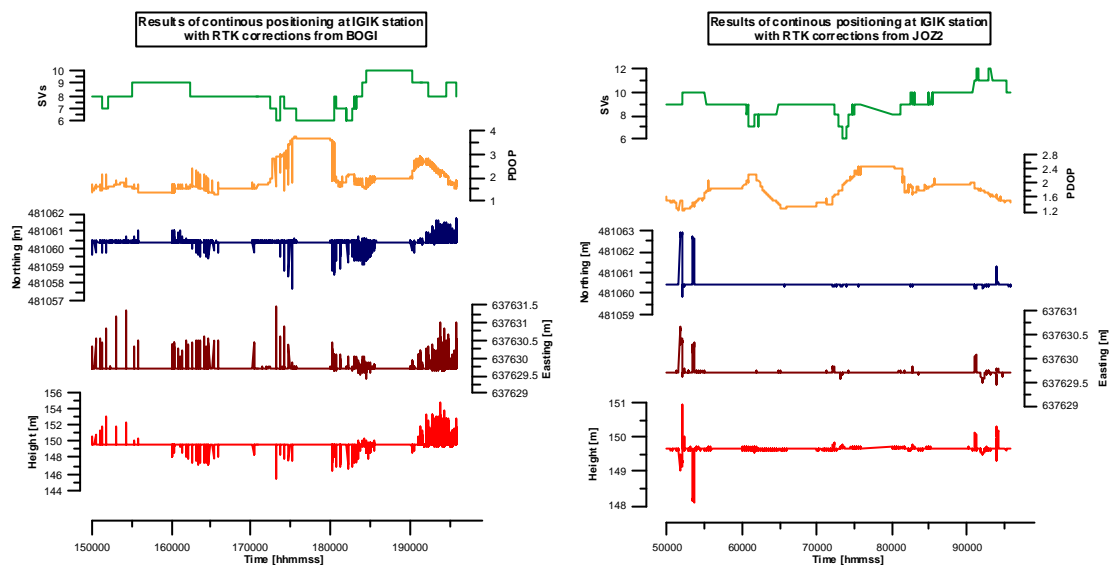 Results of continous positioning at IGIK station
with RTK corrections from BOGI
10
9
8
7
6
SVs
4
3
2
1
PDOP
481062
481061
481060
481059
481058
481057
Northing [m]
637631.5
637631
637630.5
637630
637629.5
637629
Easting [m]
156
154
152
150
148
146
144
Height [m]
150000 160000 170000 180000 190000
Time [hhmmss]
Results of continous positioning at IGIK station
with RTK corrections from JOZ2
12
10
8
6
SVs
2.8
2.4
2
1.6
1.2
PDOP
481063
481062
481061
481060
481059
Northing [m]
637631
637630.5
637630
637629.5
637629
Easting [m]
151
150
149
148
Height [m]
50000 60000 70000 80000 90000
Time [hhmmss]